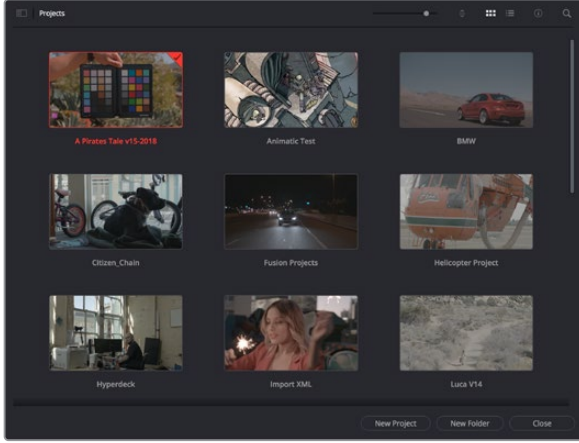 Projects
A Pirates Tale v15-2018
Animatic Test
BMW
Citizen_Chain
Fusion Projects
Helicopter Project
Hyperdeck
Import XML
Luca V14
New Project
New Folder
Close